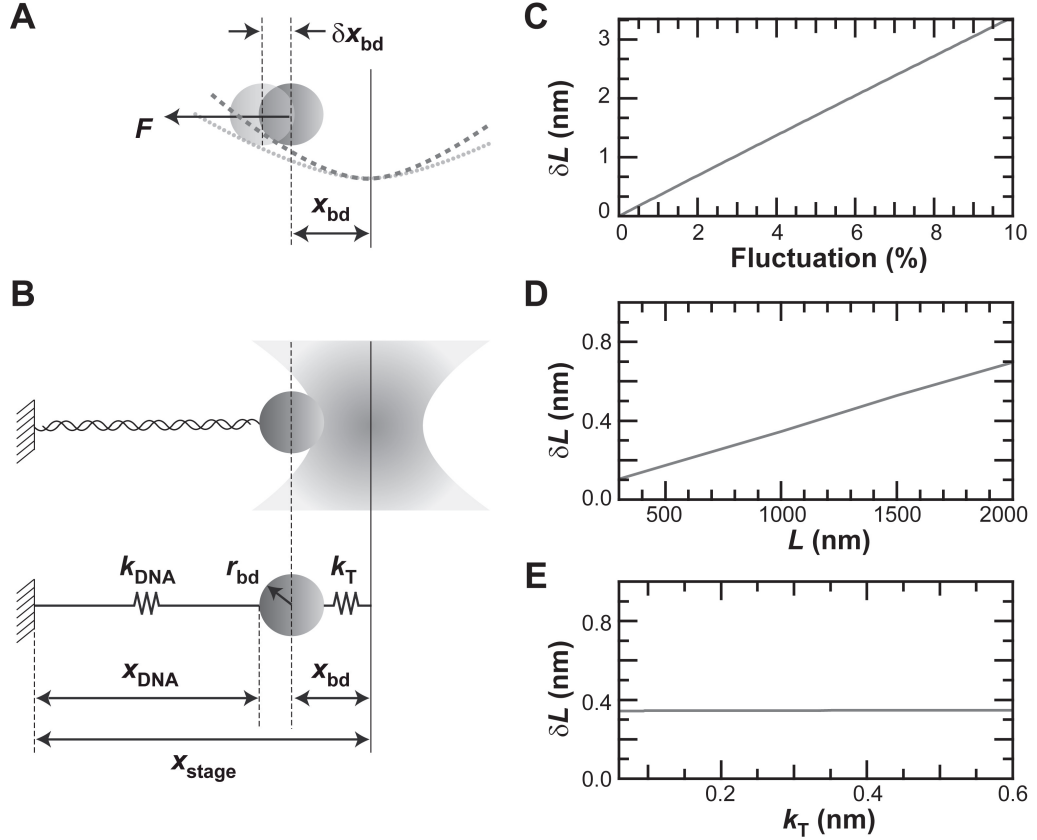 A
δxbd
F
xbd
B
kDNA
rbd
kT
xDNA
xbd
xstage
C
δL (nm)
3
2
1
0
0 2 4 6 8 10
Fluctuation (%)
D
δL (nm)
0.8
0.4
0.0
500 1000 1500 2000
L (nm)
E
δL (nm)
0.8
0.4
0.0
0.2 0.4 0.6
kT (nm)